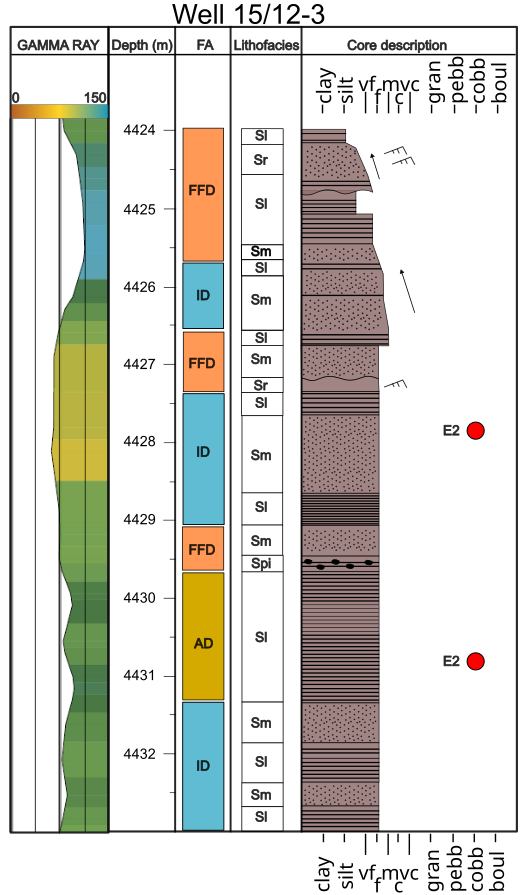 Well 15/12-3
GAMMA RAY Depth (m) FA Lithofacies Core description
0 150
clay silt vf f m c vc gran pebb cobb boul
4424
4425
4426
4427
4428
4429
4430
4431
4432
FFD
ID
FFD
ID
FFD
AD
ID
Sl
Sr
Sl
Sm
Sl
Sm
Sl
Sm
Sr
Sl
Sm
Sl
Sm
Spi
Sl
Sm
Sl
Sm
Sl
E2
E2
clay silt vf f m c vc gran pebb cobb boul